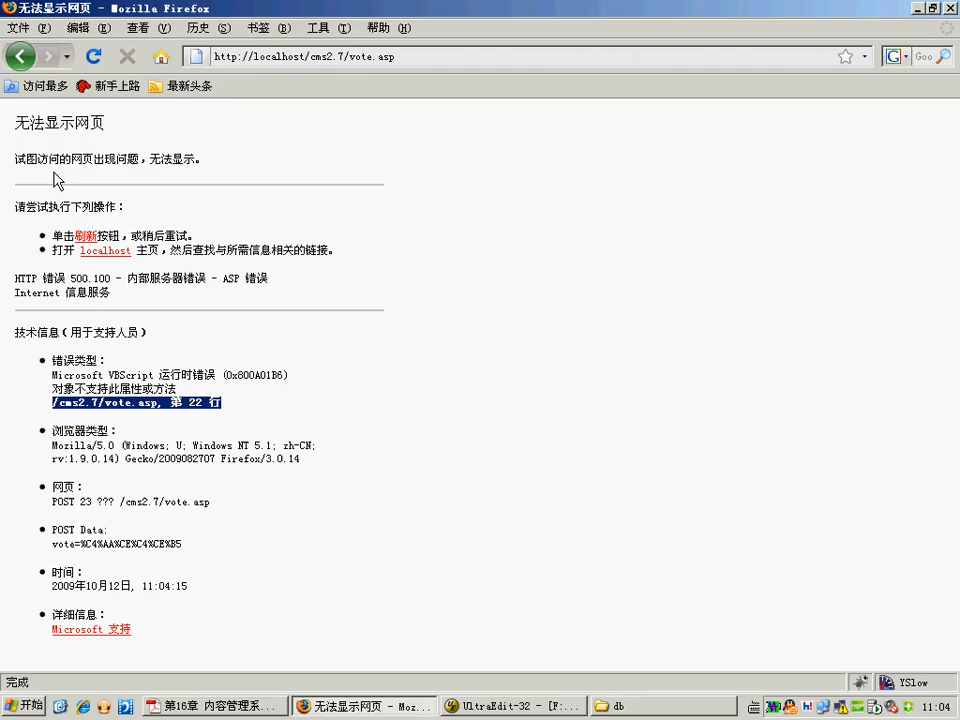 无法显示网页 - Mozilla Firefox
文件 (F) 编辑 (E) 查看 (V) 历史 (S) 书签 (B) 工具 (T) 帮助 (H)
http://localhost/cms2.7/vote.asp
G Goo
访问最多 新手上路 最新头条
无法显示网页
试图访问的网页出现问题，无法显示。
请尝试执行下列操作：
单击刷新按钮，或稍后重试。
打开 localhost 主页，然后查找与所需信息相关的链接。
HTTP 错误 500.100 - 内部服务器错误 - ASP 错误
Internet 信息服务
技术信息（用于支持人员）
错误类型：
Microsoft VBScript 运行时错误 (0x800A01B6)
对象不支持此属性或方法
/cms2.7/vote.asp, 第 22 行
浏览器类型：
Mozilla/5.0 (Windows; U; Windows NT 5.1; zh-CN;
rv:1.9.0.14) Gecko/2009082707 Firefox/3.0.14
网页：
POST 23 ??? /cms2.7/vote.asp
POST Data:
vote=%C4%AA%CE%C4%CE%B5
时间：
2009年10月12日, 11:04:15
详细信息：
Microsoft 支持
完成 YSlow
开始 第16章 内容管理系... 无法显示网页 - Moz... UltraEdit-32 - [F:... db 11:04